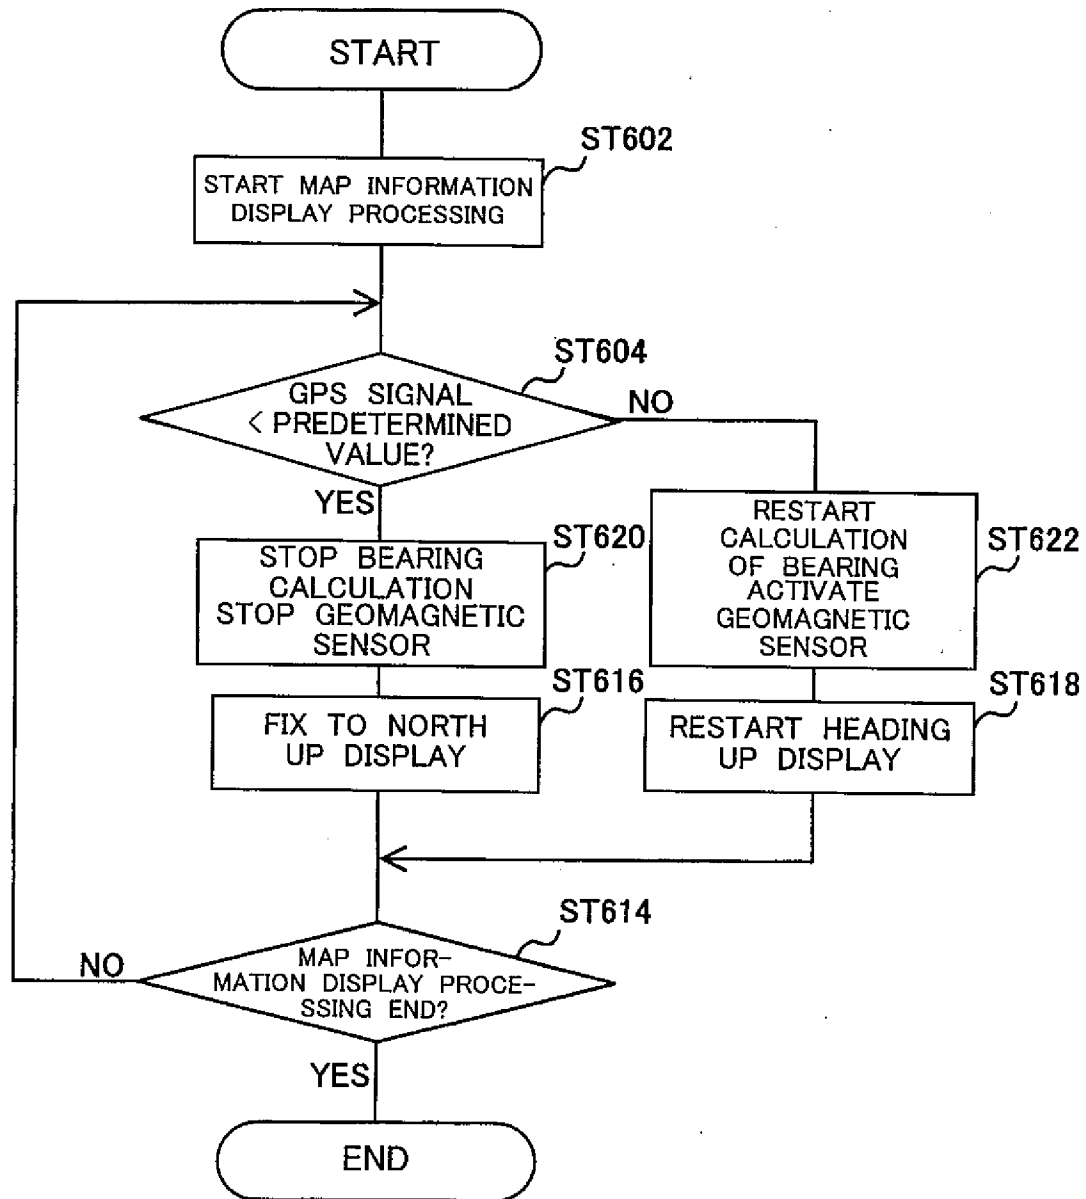 START
ST602
START MAP INFORMATION
DISPLAY PROCESSING
ST604
GPS SIGNAL
< PREDETERMINED
VALUE?
NO
YES
ST620
STOP BEARING
CALCULATION
STOP GEOMAGNETIC
SENSOR
ST622
RESTART
CALCULATION
OF BEARING
ACTIVATE
GEOMAGNETIC
SENSOR
ST616
FIX TO NORTH
UP DISPLAY
ST618
RESTART HEADING
UP DISPLAY
ST614
MAP INFOR-
MATION DISPLAY PROCE-
SSING END?
NO
YES
END